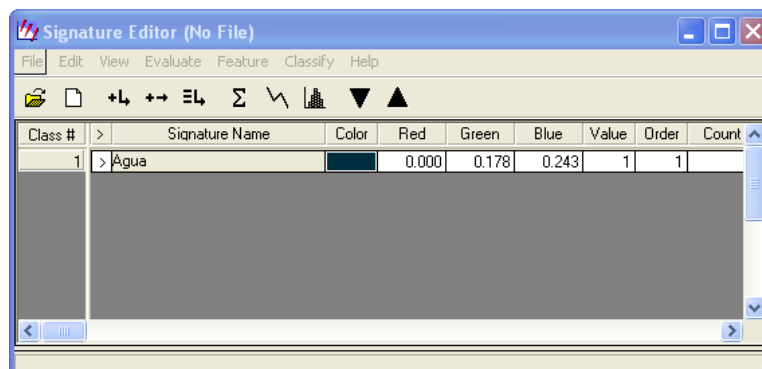 Signature Editor (No File)
File Edit View Evaluate Feature Classify Help
Σ
Class # > Signature Name Color Red Green Blue Value Order Count
1 > Agua 0.000 0.178 0.243 1 1